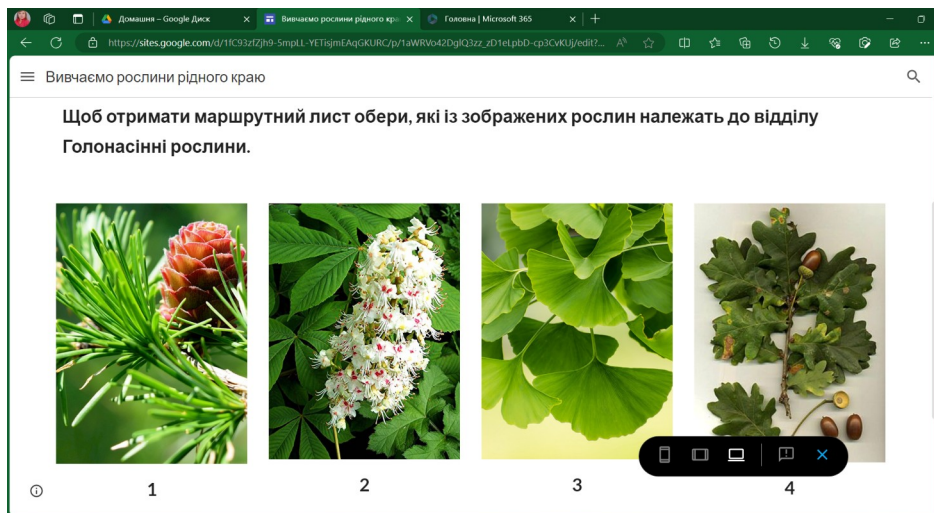 Домашня – Google Диск
Вивчаємо рослини рідного кра
Головна | Microsoft 365
https://sites.google.com/d/1fC93zfZjh9-5mpLL-YETisjmEAqGKURC/p/1aWRVo42DglQ3zz_zD1eLpbD-cp3CvKUj/edit?...
Вивчаємо рослини рідного краю
Щоб отримати маршрутний лист обери, які із зображених рослин належать до відділу
Голонасінні рослини.
1
2
3
4